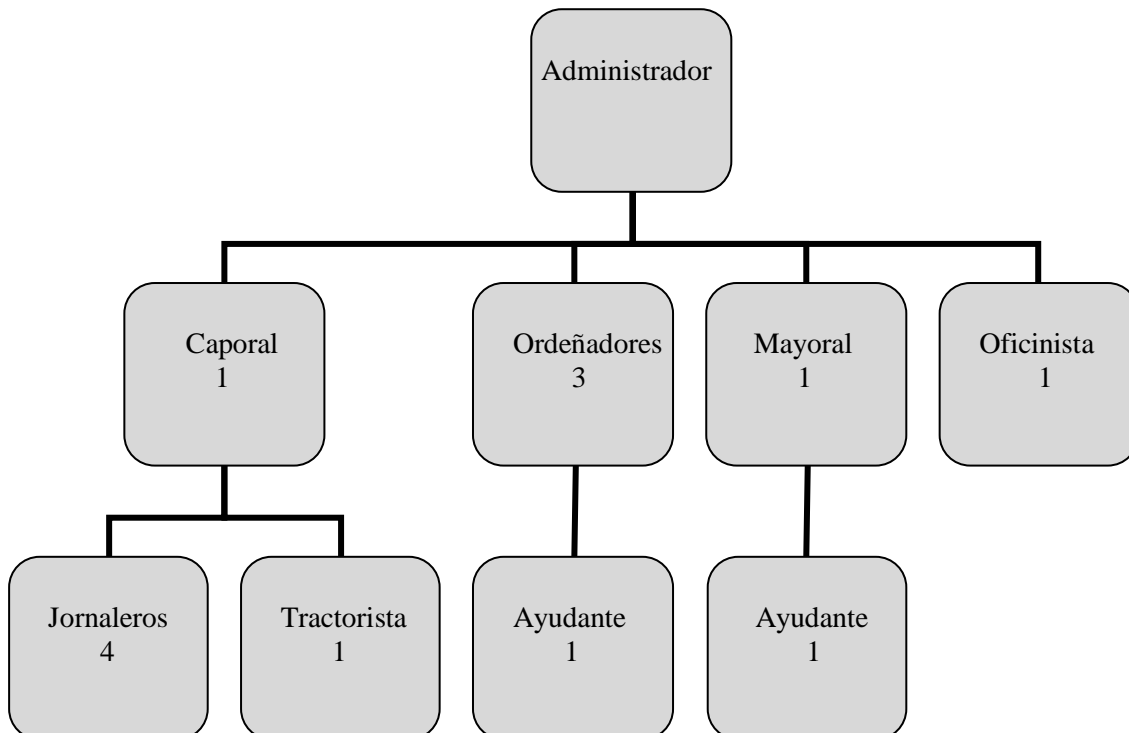 Administrador
Caporal
1
Ordeñadores
3
Mayoral
1
Oficinista
1
Jornaleros
4
Tractorista
1
Ayudante
1
Ayudante
1